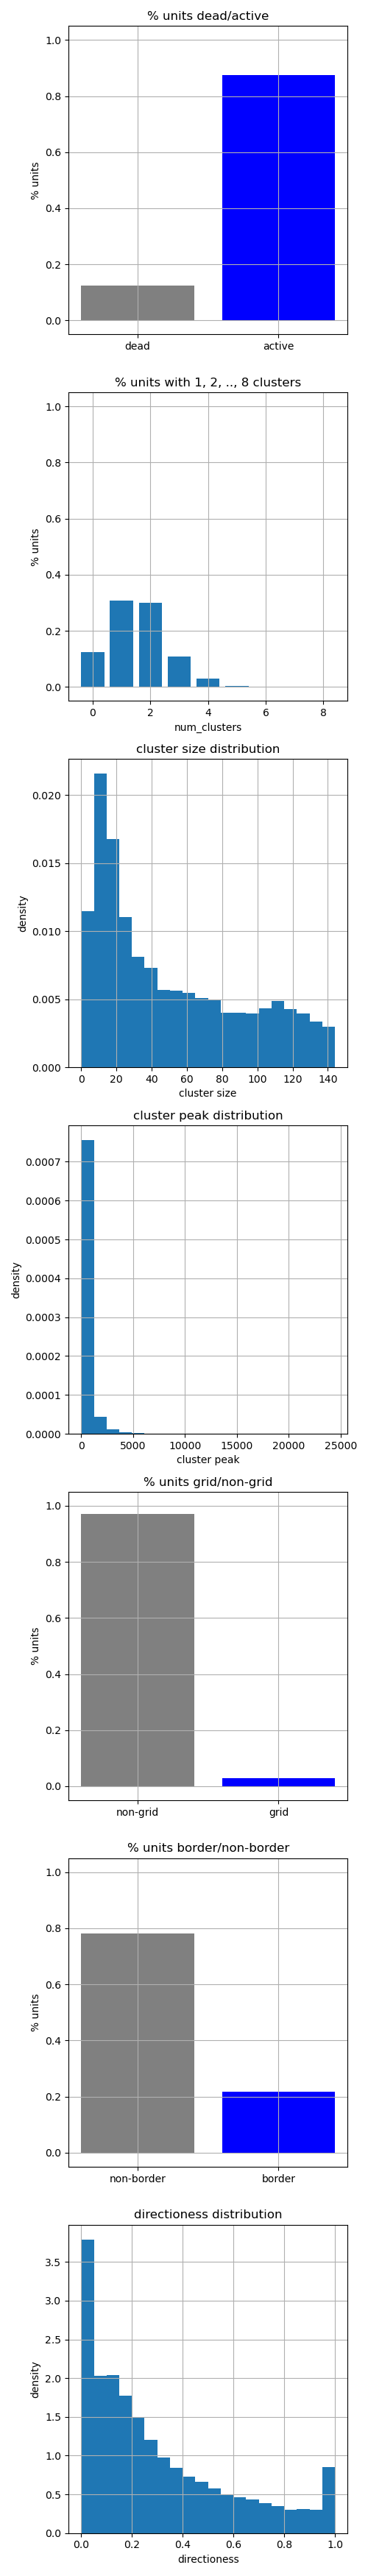 % units dead/active
1.0
0.8
0.6
0.4
0.2
0.0
% units
dead active
% units with 1, 2, .., 8 clusters
1.0
0.8
0.6
0.4
0.2
0.0
% units
0 2 4 6 8
num_clusters
cluster size distribution
0.020
0.015
0.010
0.005
0.000
density
0 20 40 60 80 100 120 140
cluster size
cluster peak distribution
0.0007
0.0006
0.0005
0.0004
0.0003
0.0002
0.0001
0.0000
density
0 5000 10000 15000 20000 25000
cluster peak
% units grid/non-grid
1.0
0.8
0.6
0.4
0.2
0.0
% units
non-grid grid
% units border/non-border
1.0
0.8
0.6
0.4
0.2
0.0
% units
non-border border
directioness distribution
3.5
3.0
2.5
2.0
1.5
1.0
0.5
0.0
density
0.0 0.2 0.4 0.6 0.8 1.0
directioness